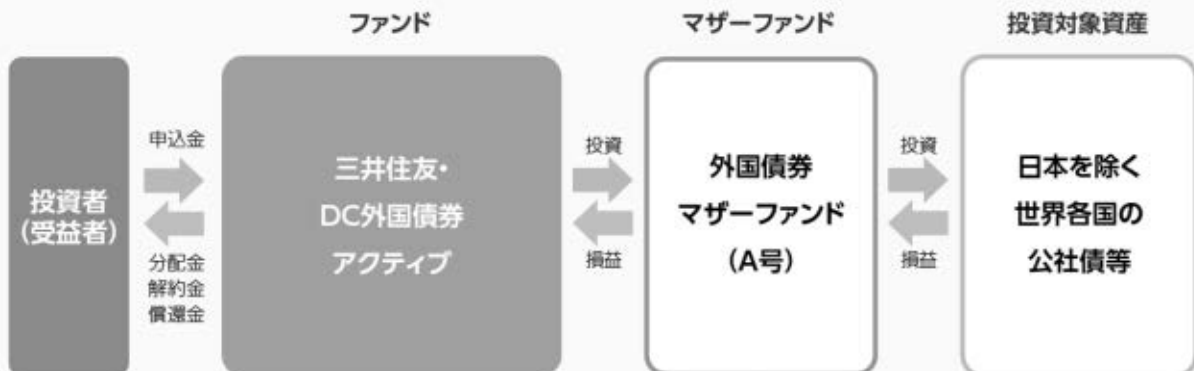 ファンド
マザーファンド
投資対象資産
投資者
（受益者）
申込金
分配金
解約金
償還金
三井住友・
DC外国債券
アクティブ
投資
損益
外国債券
マザーファンド
（A号）
投資
損益
日本を除く
世界各国の
公社債等